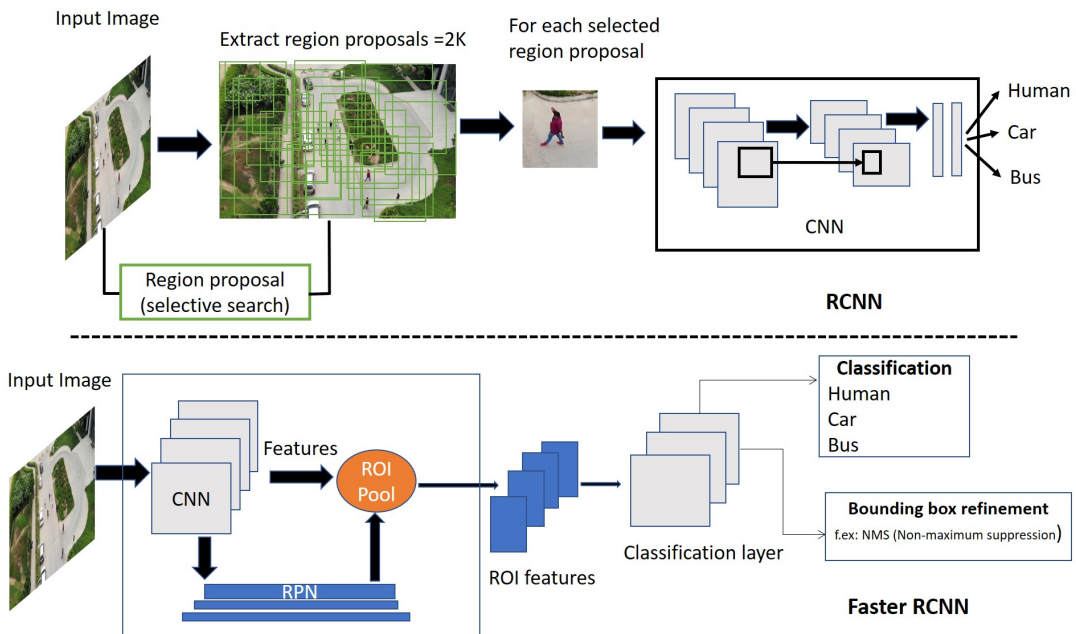 Input Image
Extract region proposals =2K
For each selected
region proposal
Human
Car
Bus
CNN
Region proposal
(selective search)
RCNN
Input Image
CNN
Features
ROI
Pool
RPN
ROI features
Classification layer
Classification
Human
Car
Bus
Bounding box refinement
f.ex: NMS (Non-maximum suppression)
Faster RCNN